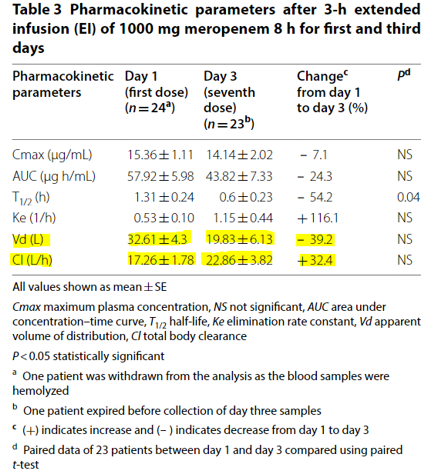 Table 3 Pharmacokinetic parameters after 3-h extended
infusion (EI) of 1000 mg meropenem 8 h for first and third
days
Pharmacokinetic Day 1 Day 3 Changeᶜ Pᵈ
parameters (first dose) (seventh from day 1
(n=24ᵃ) dose) to day 3 (%)
(n=23ᵇ)
Cmax (µg/mL) 15.36±1.11 14.14±2.02 − 7.1 NS
AUC (µg h/mL) 57.92±5.98 43.82±7.33 − 24.3 NS
T1/2 (h) 1.31±0.24 0.6±0.23 − 54.2 0.04
Ke (1/h) 0.53±0.10 1.15±0.44 +116.1 NS
Vd (L) 32.61±4.3 19.83±6.13 − 39.2 NS
Cl (L/h) 17.26±1.78 22.86±3.82 +32.4 NS
All values shown as mean±SE
Cmax maximum plasma concentration, NS not significant, AUC area under
concentration–time curve, T1/2 half-life, Ke elimination rate constant, Vd apparent
volume of distribution, Cl total body clearance
P<0.05 statistically significant
ᵃ One patient was withdrawn from the analysis as the blood samples were
hemolyzed
ᵇ One patient expired before collection of day three samples
ᶜ (+) indicates increase and (−) indicates decrease from day 1 to day 3
ᵈ Paired data of 23 patients between day 1 and day 3 compared using paired
t-test